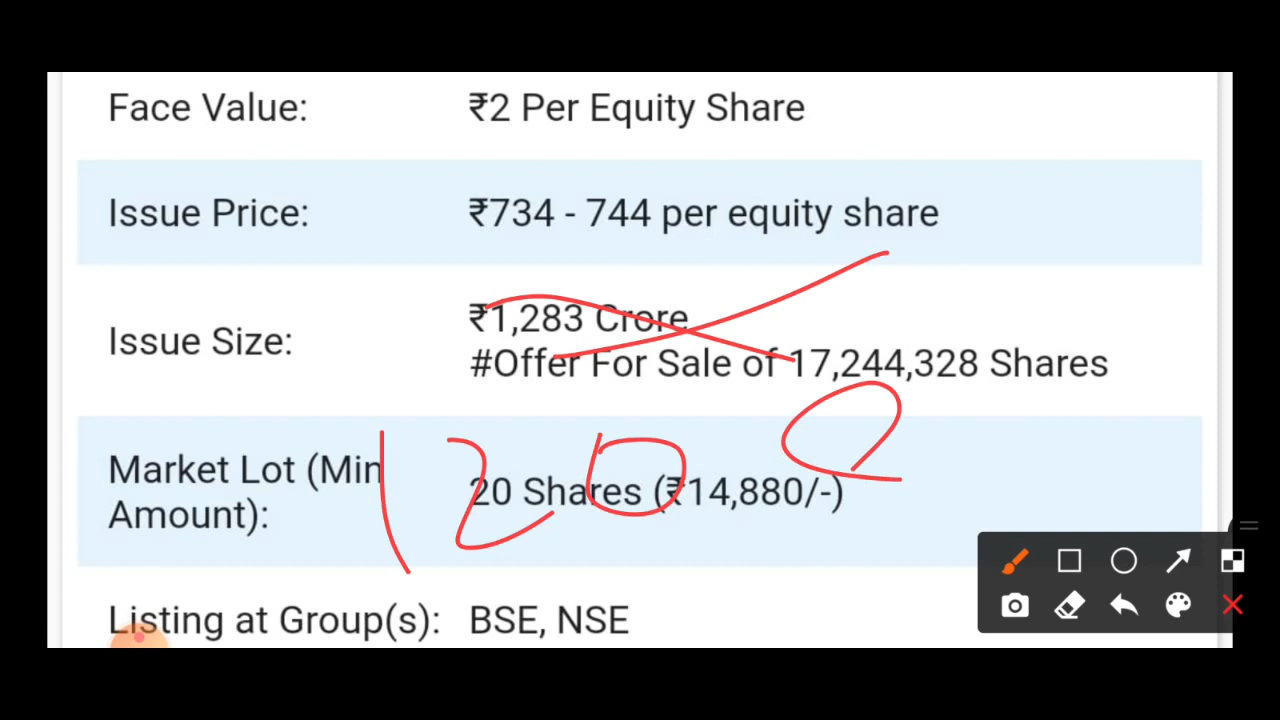 Face Value: ₹2 Per Equity Share
Issue Price: ₹734 - 744 per equity share
Issue Size: ₹1,283 Crore
#Offer For Sale of 17,244,328 Shares
Market Lot (Min Amount): 20 Shares (₹14,880/-)
1200
Listing at Group(s): BSE, NSE